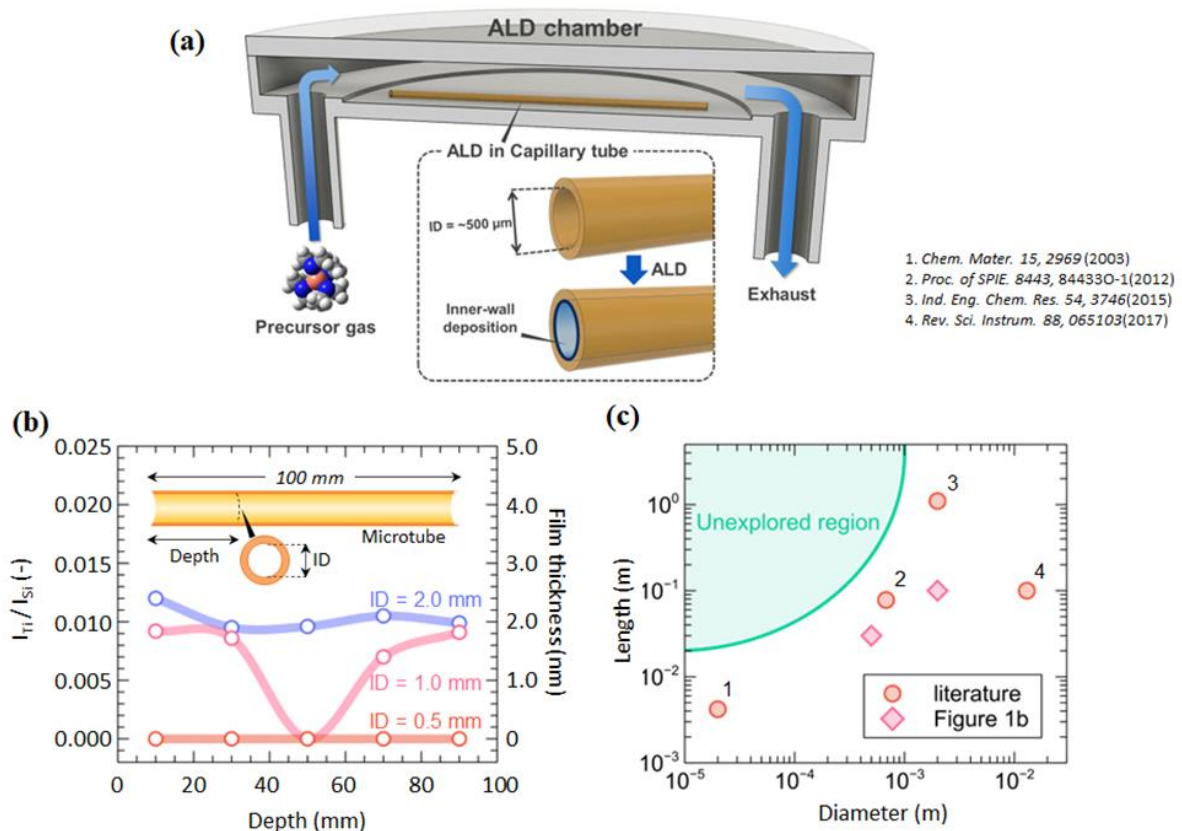 (a)
ALD chamber
ALD in Capillary tube
ID = ~500 µm
ALD
Inner-wall
deposition
Precursor gas
Exhaust
1. Chem. Mater. 15, 2969 (2003)
2. Proc. of SPIE. 8443, 84433O-1(2012)
3. Ind. Eng. Chem. Res. 54, 3746(2015)
4. Rev. Sci. Instrum. 88, 065103(2017)
(b)
0.025
0.020
0.015
0.010
0.005
0.000
I_Ti / I_Si (-)
100 mm
Microtube
Depth
ID
ID = 2.0 mm
ID = 1.0 mm
ID = 0.5 mm
5.0
4.0
3.0
2.0
1.0
0
Film thickness (nm)
0 20 40 60 80 100
Depth (mm)
(c)
Length (m)
10⁰
10⁻¹
10⁻²
10⁻³
Unexplored region
3
2
4
1
literature
Figure 1b
10⁻⁵ 10⁻⁴ 10⁻³ 10⁻²
Diameter (m)